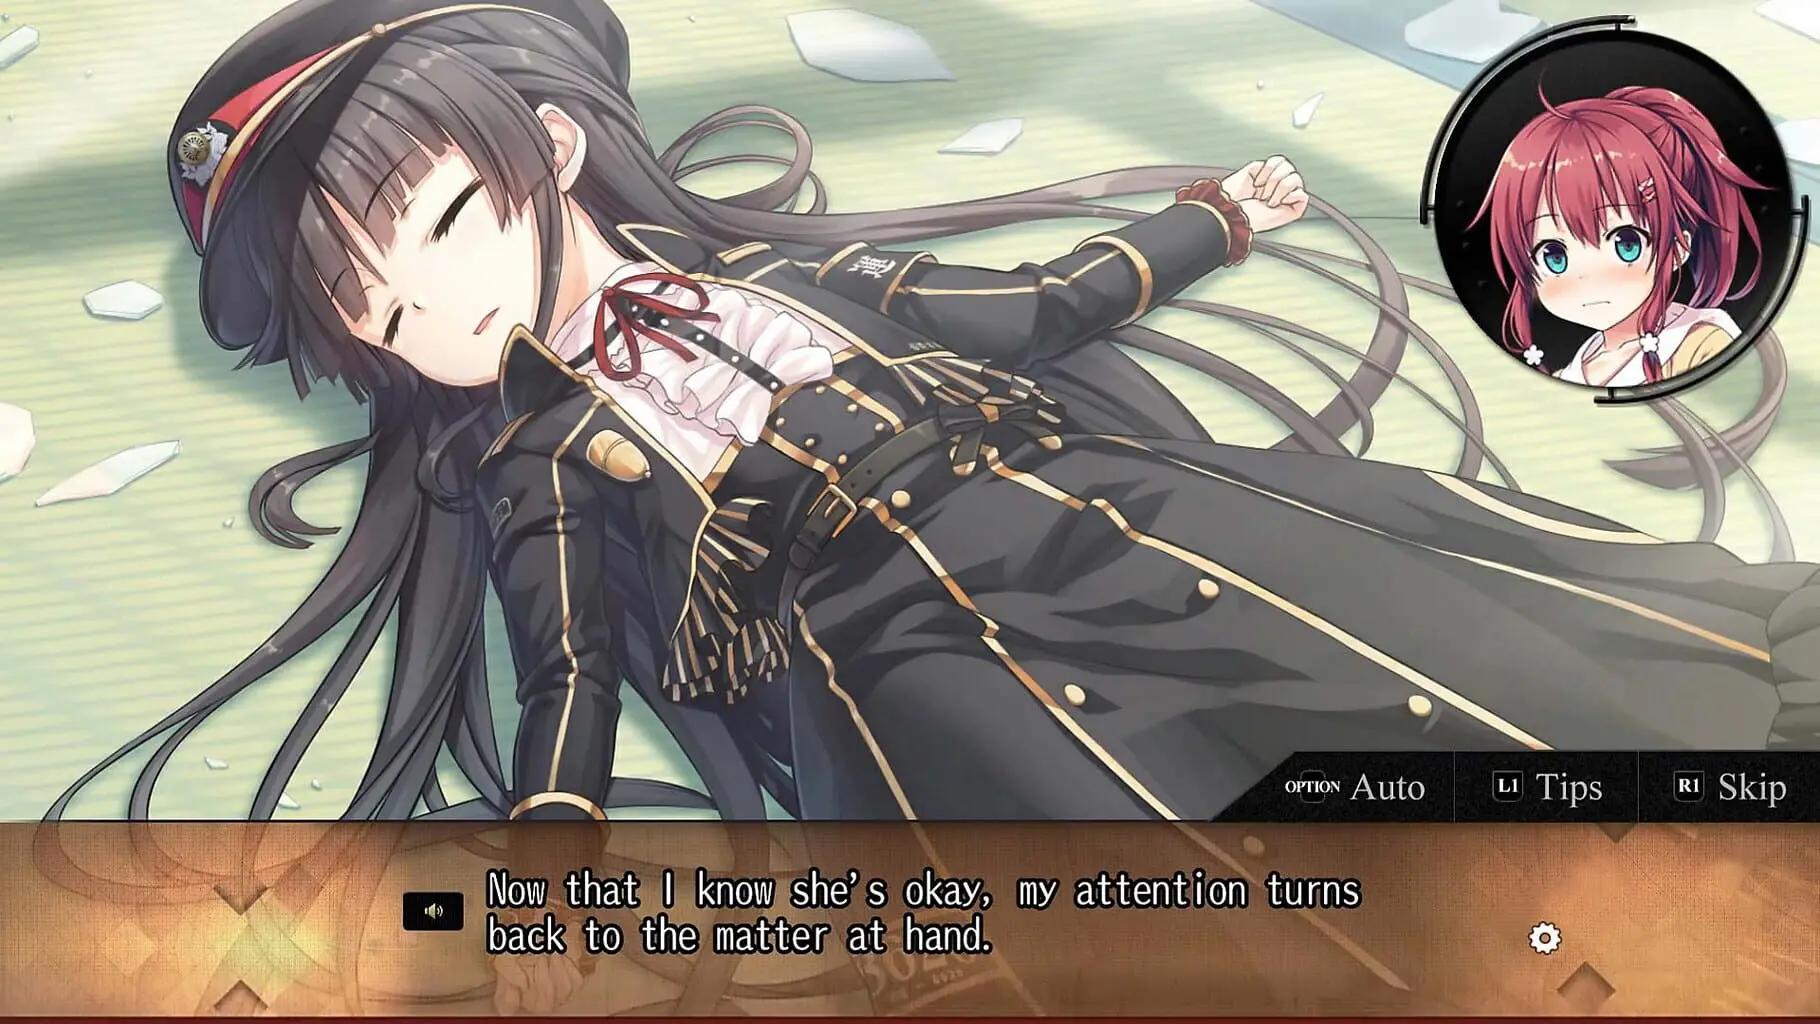 OPTION Auto
L1 Tips
R1 Skip
Now that I know she's okay, my attention turns
back to the matter at hand.